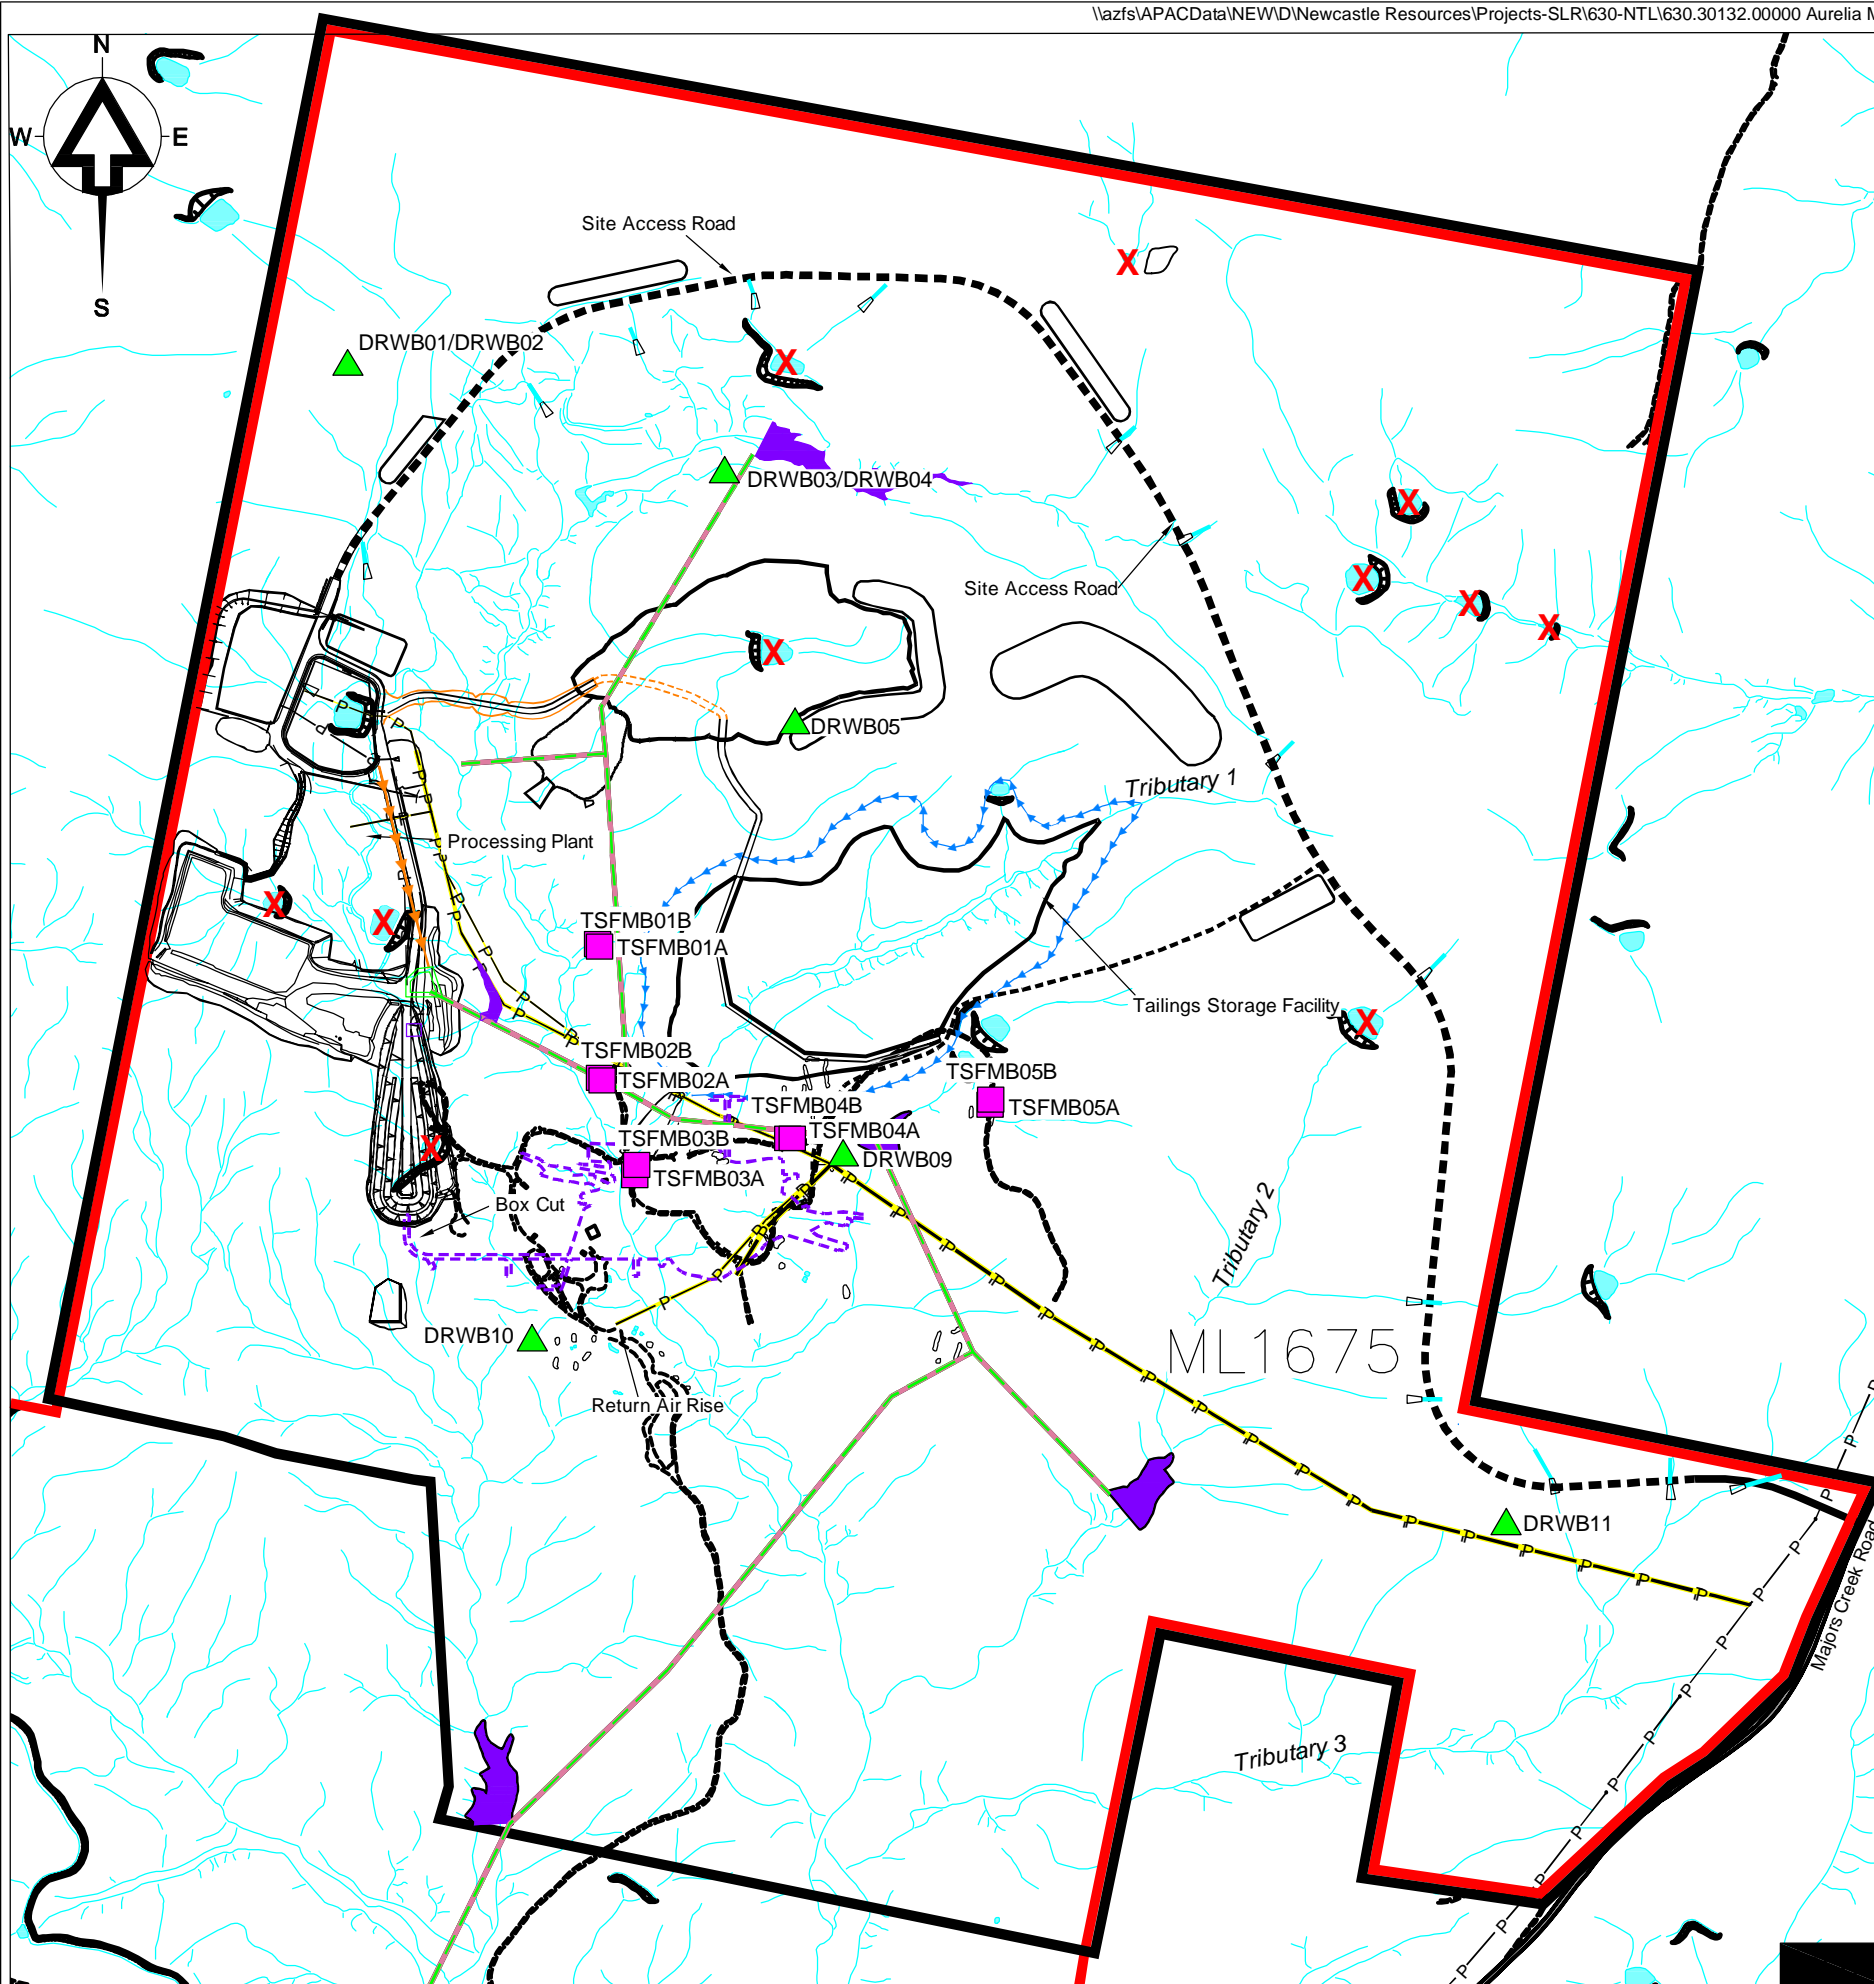 \\azfs\APACData\NEW\D\Newcastle Resources\Projects-SLR\630-NTL\630.30132.00000 Aurelia M
N
W
E
S
Site Access Road
X
DRWB01/DRWB02
X
DRWB03/DRWB04
X
Site Access Road
X
X
X
X
DRWB05
Tributary 1
Processing Plant
X
X
TSFMB01B
TSFMB01A
Tailings Storage Facility
X
TSFMB02B
TSFMB02A
TSFMB05B
TSFMB05A
TSFMB04B
TSFMB04A
TSFMB03B
TSFMB03A
DRWB09
X
Box Cut
Tributary 2
DRWB10
ML1675
Return Air Rise
DRWB11
Majors Creek Road
Tributary 3
P
P
P
P
P
P
P
P
P
P
P